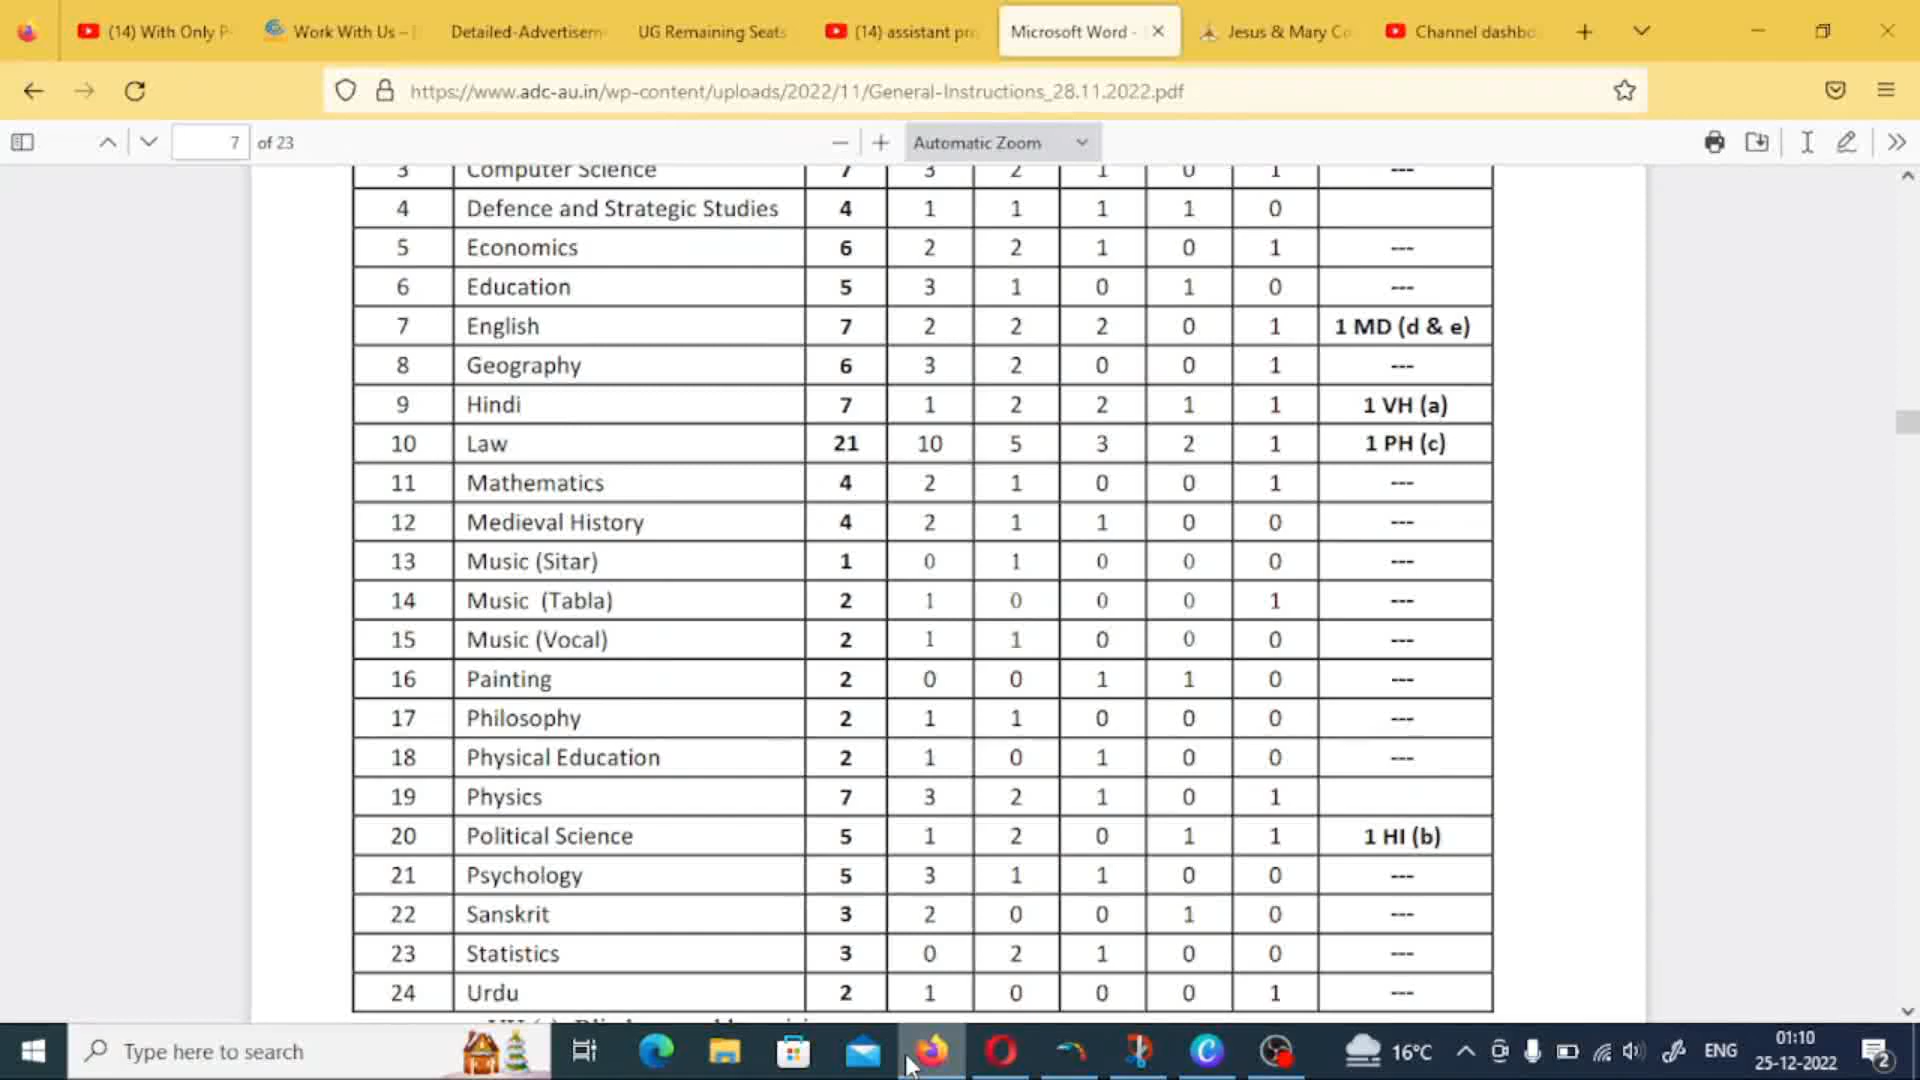 (14) With Only P
Work With Us –
Detailed-Advertisem
UG Remaining Seats
(14) assistant pro
Microsoft Word -
Jesus & Mary Co
Channel dashbo
https://www.adc-au.in/wp-content/uploads/2022/11/General-Instructions_28.11.2022.pdf
7 of 23
Automatic Zoom
3 Computer Science 7 3 2 1 0 1 ---
4 Defence and Strategic Studies 4 1 1 1 1 0
5 Economics 6 2 2 1 0 1 ---
6 Education 5 3 1 0 1 0 ---
7 English 7 2 2 2 0 1 1 MD (d & e)
8 Geography 6 3 2 0 0 1 ---
9 Hindi 7 1 2 2 1 1 1 VH (a)
10 Law 21 10 5 3 2 1 1 PH (c)
11 Mathematics 4 2 1 0 0 1 ---
12 Medieval History 4 2 1 1 0 0 ---
13 Music (Sitar) 1 0 1 0 0 0 ---
14 Music (Tabla) 2 1 0 0 0 1 ---
15 Music (Vocal) 2 1 1 0 0 0 ---
16 Painting 2 0 0 1 1 0 ---
17 Philosophy 2 1 1 0 0 0 ---
18 Physical Education 2 1 0 1 0 0 ---
19 Physics 7 3 2 1 0 1
20 Political Science 5 1 2 0 1 1 1 HI (b)
21 Psychology 5 3 1 1 0 0 ---
22 Sanskrit 3 2 0 0 1 0 ---
23 Statistics 3 0 2 1 0 0 ---
24 Urdu 2 1 0 0 0 1 ---
Type here to search
16°C
ENG
01:10
25-12-2022
2